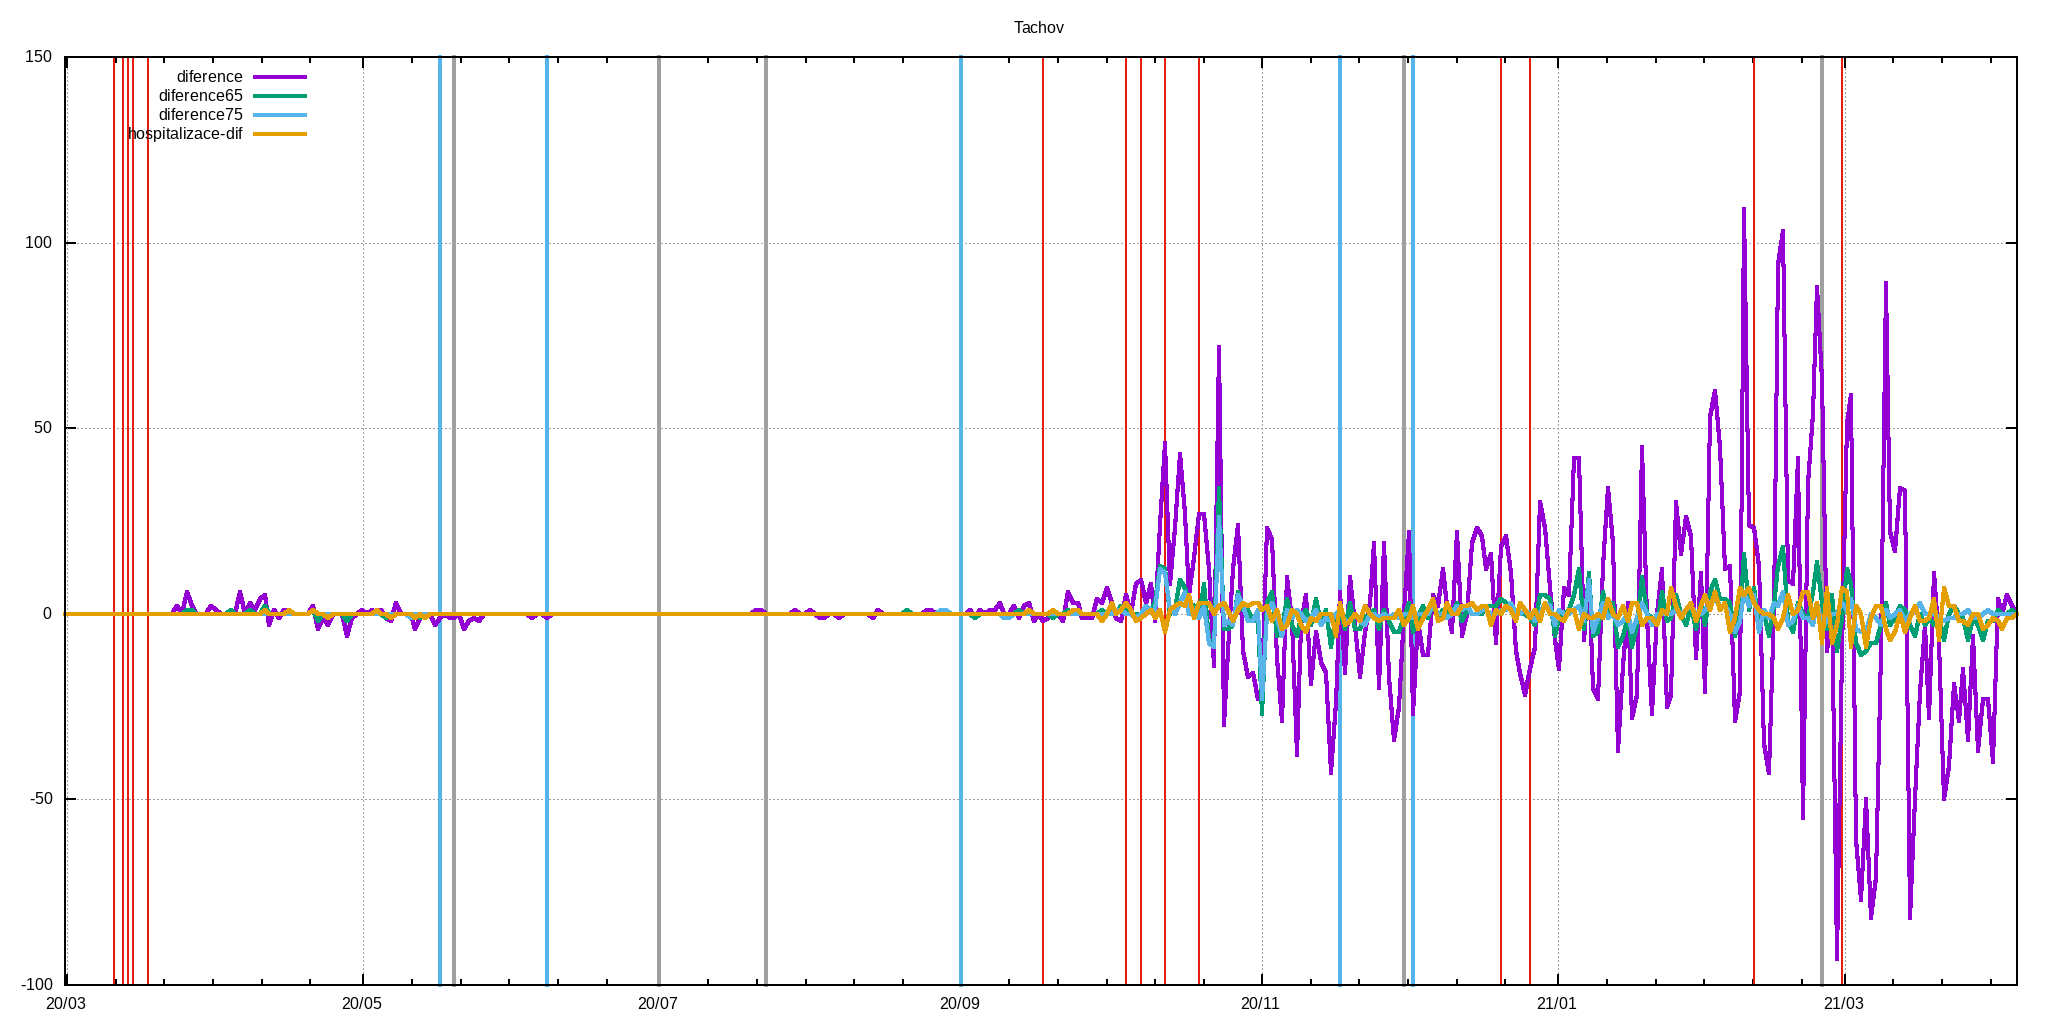 Tachov
150
diference
diference65
diference75
hospitalizace-dif
100
50
0
-50
-100
20/03 20/05 20/07 20/09 20/11 21/01 21/03